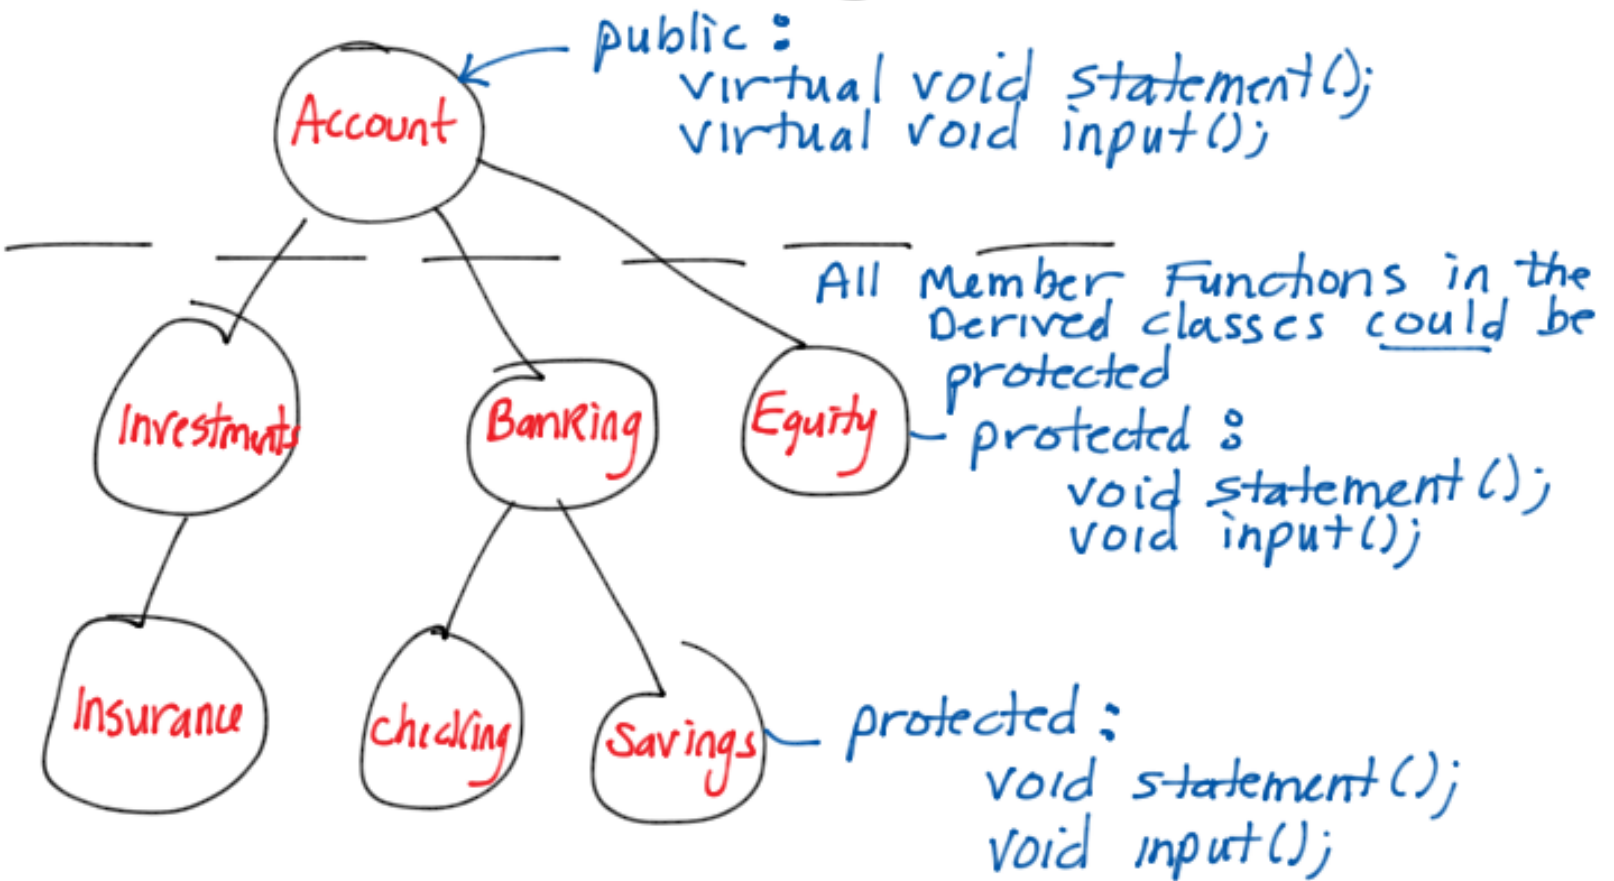 public :
virtual void statement();
virtual void input();
Account
All Member Functions in the
Derived classes could be
protected
Investments
Banking
Equity
protected :
void statement();
void input();
Insurance
checking
Savings
protected :
void statement();
void input();